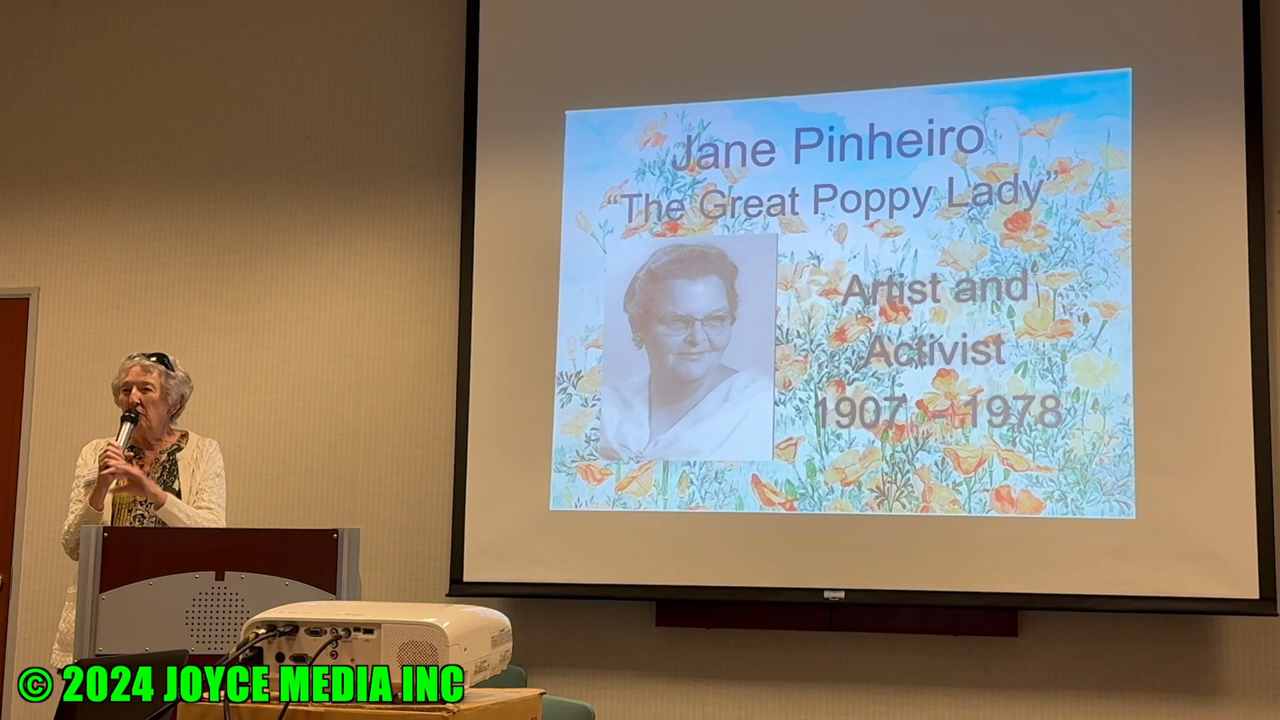 Jane Pinheiro
"The Great Poppy Lady"
Artist and
Activist
1907 - 1978
© 2024 JOYCE MEDIA INC